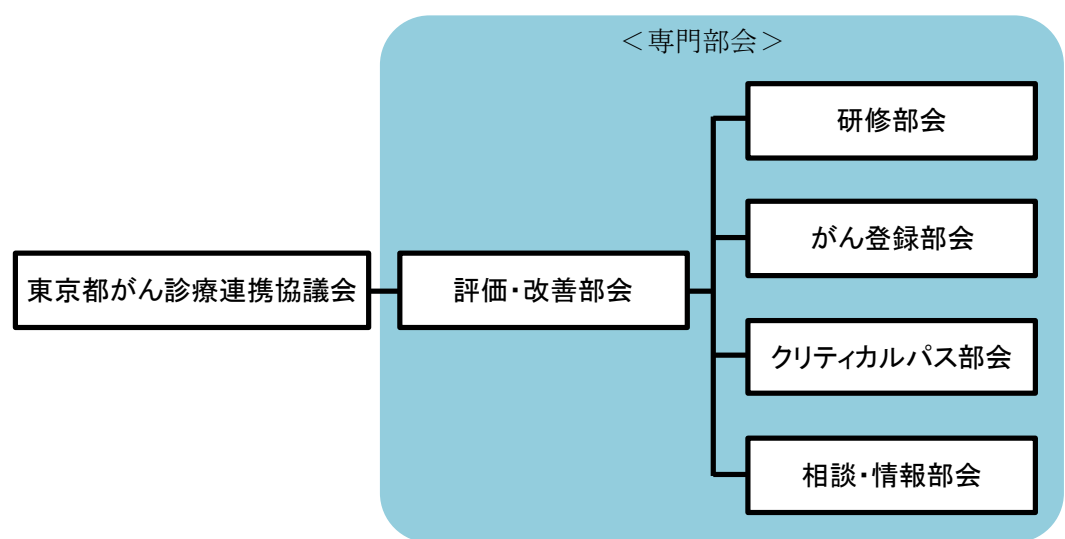 ＜専門部会＞
研修部会
がん登録部会
東京都がん診療連携協議会
評価・改善部会
クリティカルパス部会
相談・情報部会